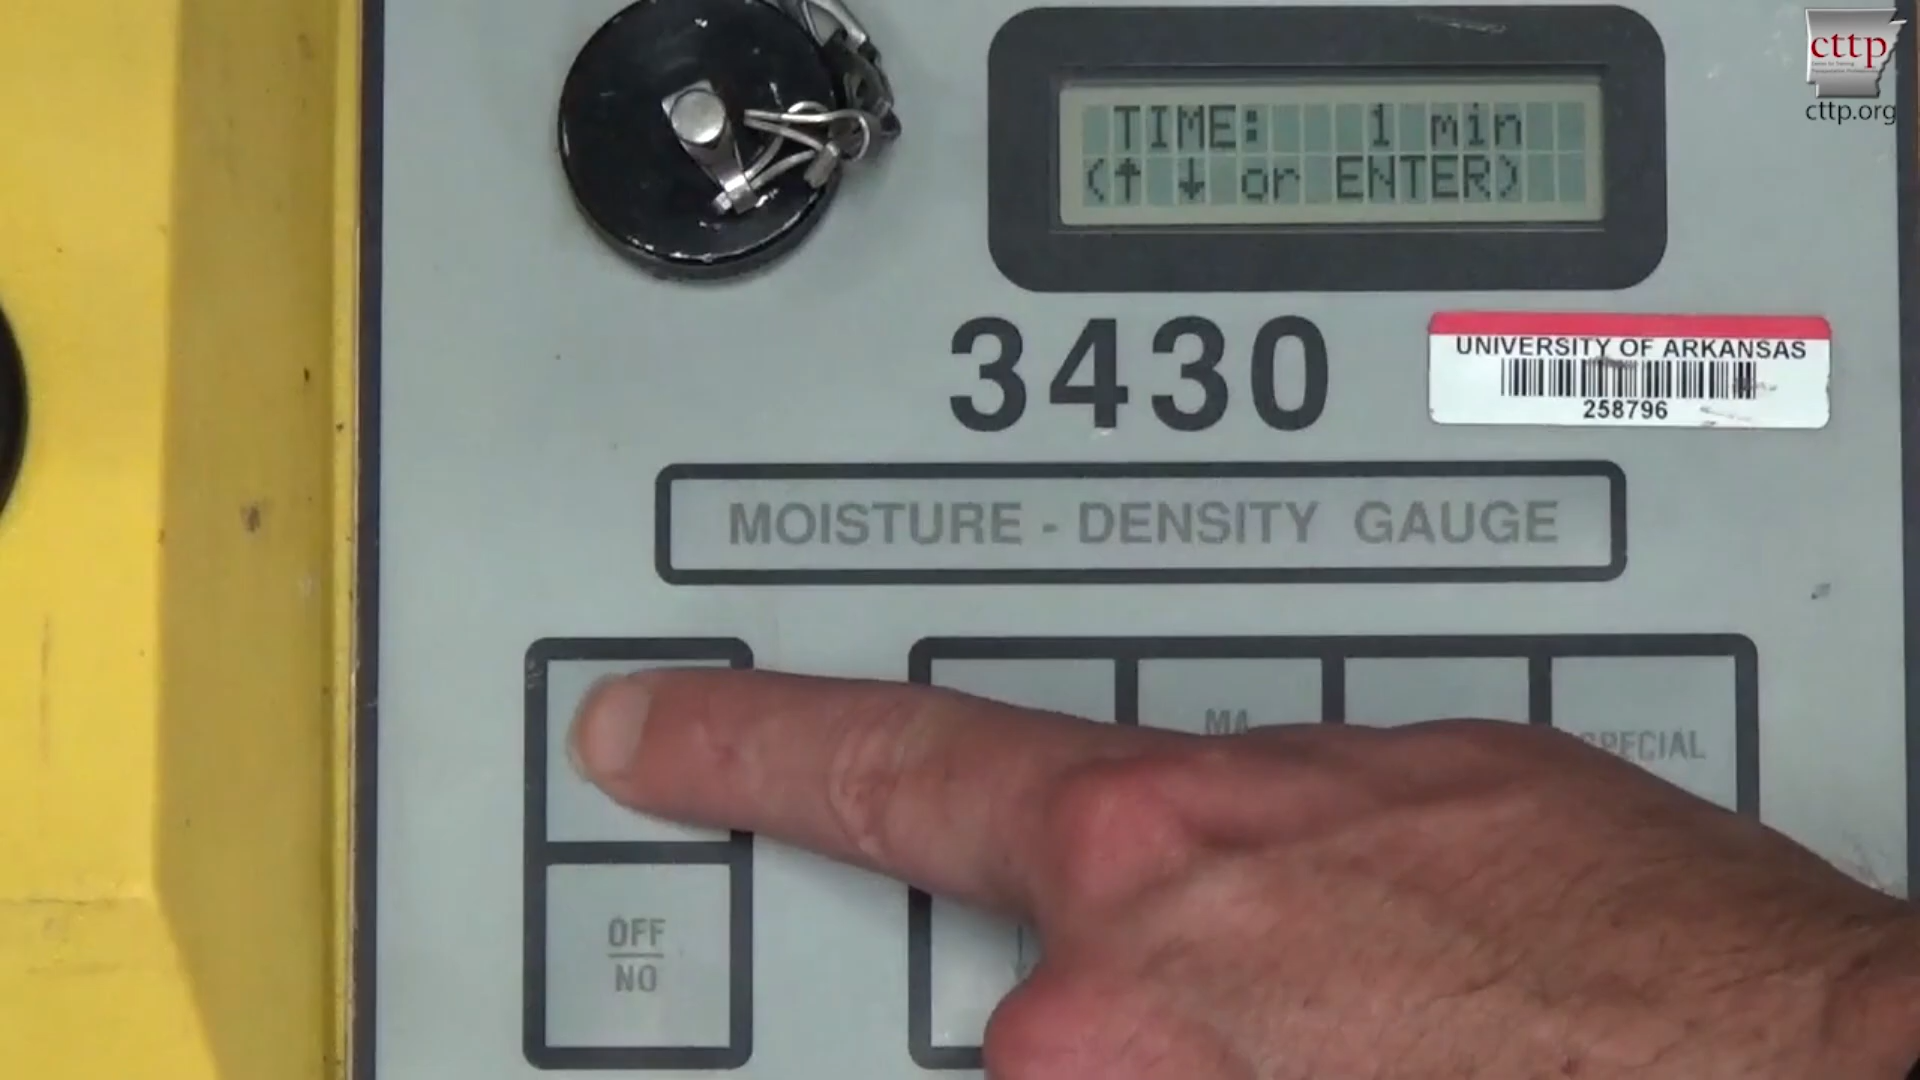 cttp
cttp.org
TIME: 1 min
(↑ ↓ or ENTER)
3430
UNIVERSITY OF ARKANSAS
258796
MOISTURE - DENSITY GAUGE
MA
SPECIAL
OFF
NO